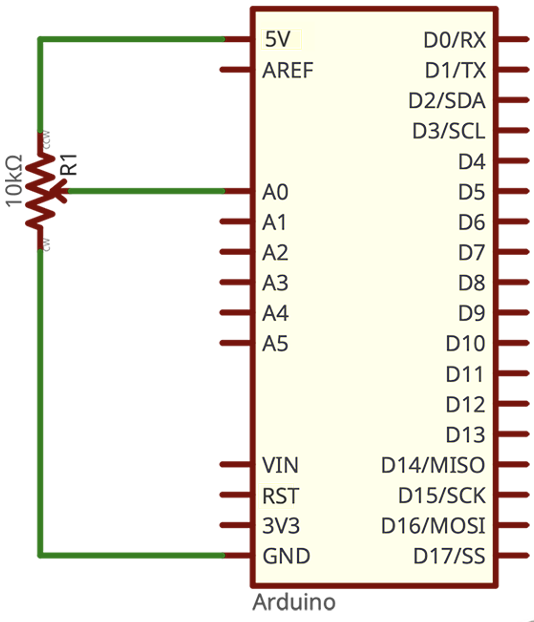 5V
AREF
A0
A1
A2
A3
A4
A5
VIN
RST
3V3
GND
D0/RX
D1/TX
D2/SDA
D3/SCL
D4
D5
D6
D7
D8
D9
D10
D11
D12
D13
D14/MISO
D15/SCK
D16/MOSI
D17/SS
CCW
R1
10kΩ
CW
Arduino